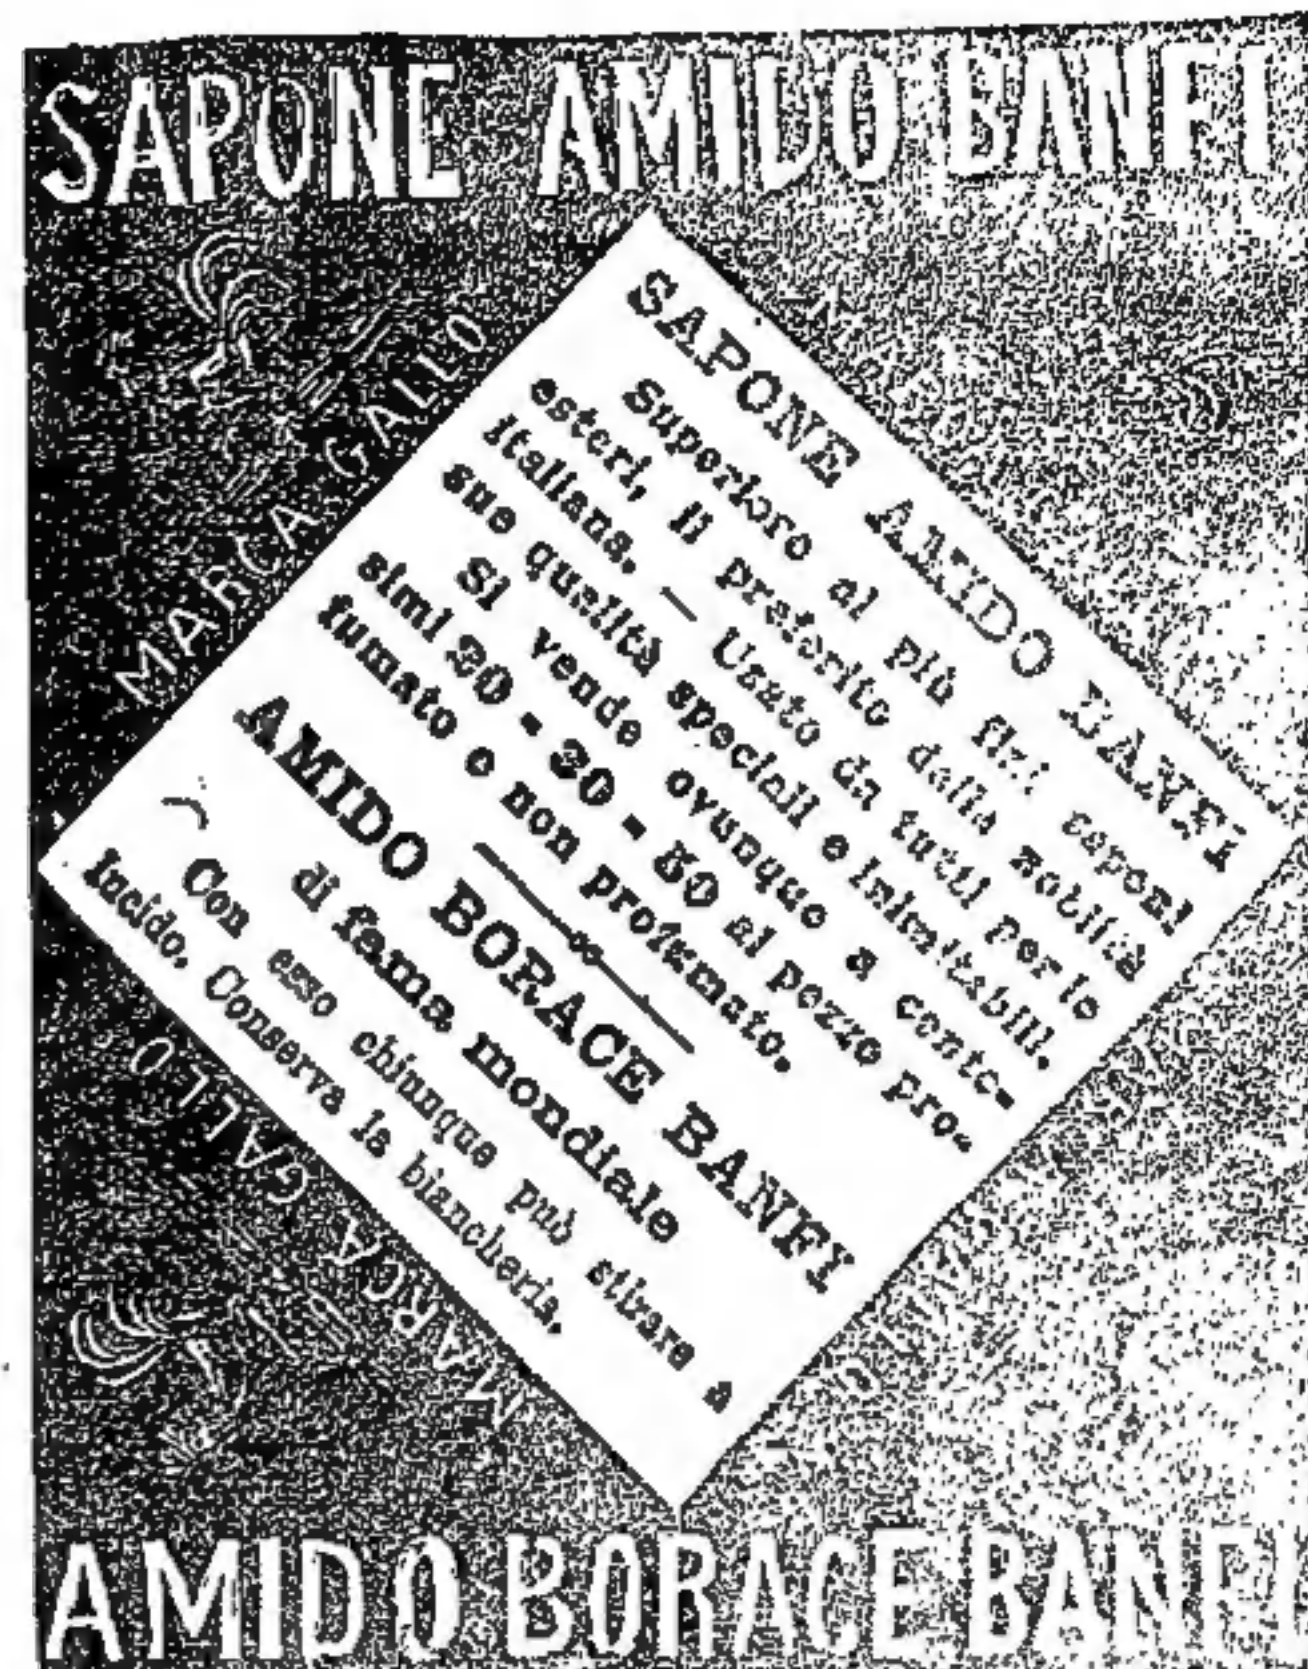 SAPONE AMIDO BANFI
MARCA GALLO
SAPONE AMIDO BANFI
Superiore ai più fini saponi
esteri, il preferito dalla nobiltà
italiana. — Usato da tutti per le
sue qualità speciali e inimitabili.
Si vende ovunque a cente-
simi 20 - 30 - 50 al pezzo pro-
fumato e non profumato.
AMIDO BORACE BANFI
di fama mondiale
Con esso chiunque può stirare a
lucido. Conserva la biancheria.
MARCA GALLO
AMIDO BORACE BANFI